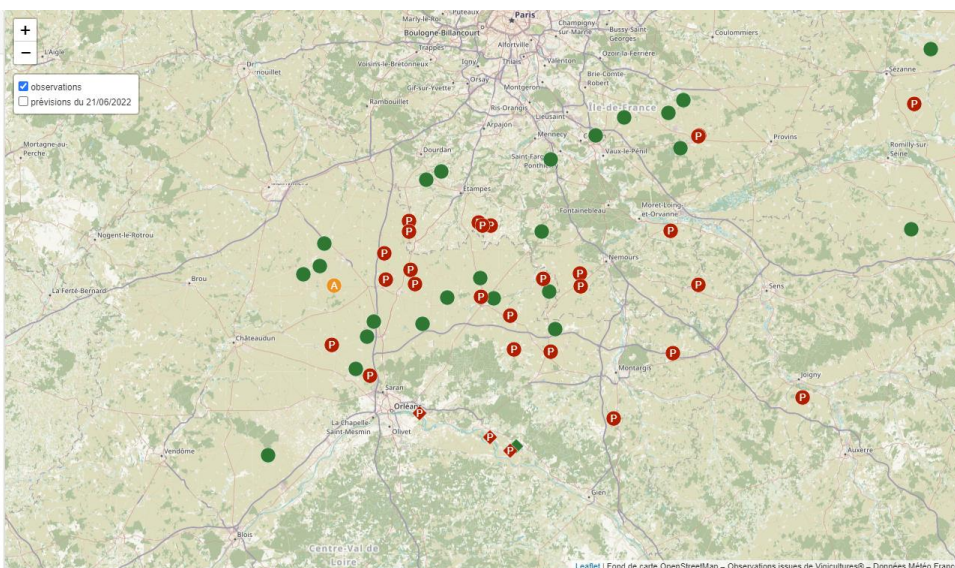 Paris
Marly-le-Roi
Boulogne-Billancourt
Champigny-
sur-Marne
Bussy-Saint-
Georges
Coulommiers
+
−
L'Aigle
Trappes
Alfortville
Ozoir-la-Ferrière
Voisins-le-Bretonneux
Igny
Thiais
Valenton
Sézanne
Gif-sur-Yvette
Orsay
Montgeron
Brie-Comte-
Robert
observations
prévisions du 21/06/2022
Rambouillet
Ris-Orangis
Île-de-France
P
Lieusaint
Arpajon
Mennecy
P
Provins
Mortagne-au-
Perche
Dourdan
Vaux-le-Pénil
Romilly-sur-
Seine
Étampes
Moret-Loing-
et-Orvanne
Fontainebleau
P
P
P
P
P
P
Nogent-le-Rotrou
P
Nemours
P
P
P
P
P
Brou
A
P
P
P
Sens
La Ferté-Bernard
P
P
Châteaudun
P
P
P
P
Montargis
P
Joigny
Saran
P
Orléans
P
La Chapelle-
Saint-Mesmin
Olivet
P
P
P
Vendôme
Auxerre
Gien
Blois
Centre-Val de
Loire
Leaflet | Fond de carte OpenStreetMap – Observations issues de Vigicultures® – Données Météo France